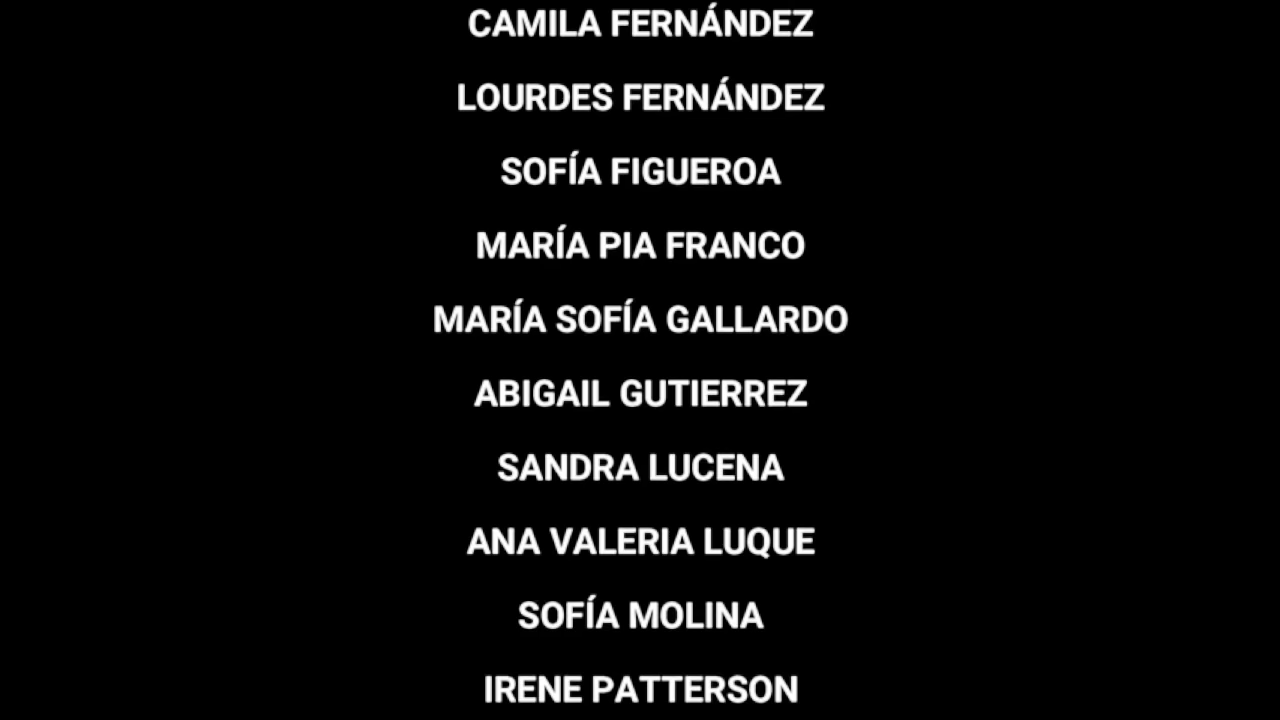 CAMILA FERNÁNDEZ
LOURDES FERNÁNDEZ
SOFÍA FIGUEROA
MARÍA PIA FRANCO
MARÍA SOFÍA GALLARDO
ABIGAIL GUTIERREZ
SANDRA LUCENA
ANA VALERIA LUQUE
SOFÍA MOLINA
IRENE PATTERSON